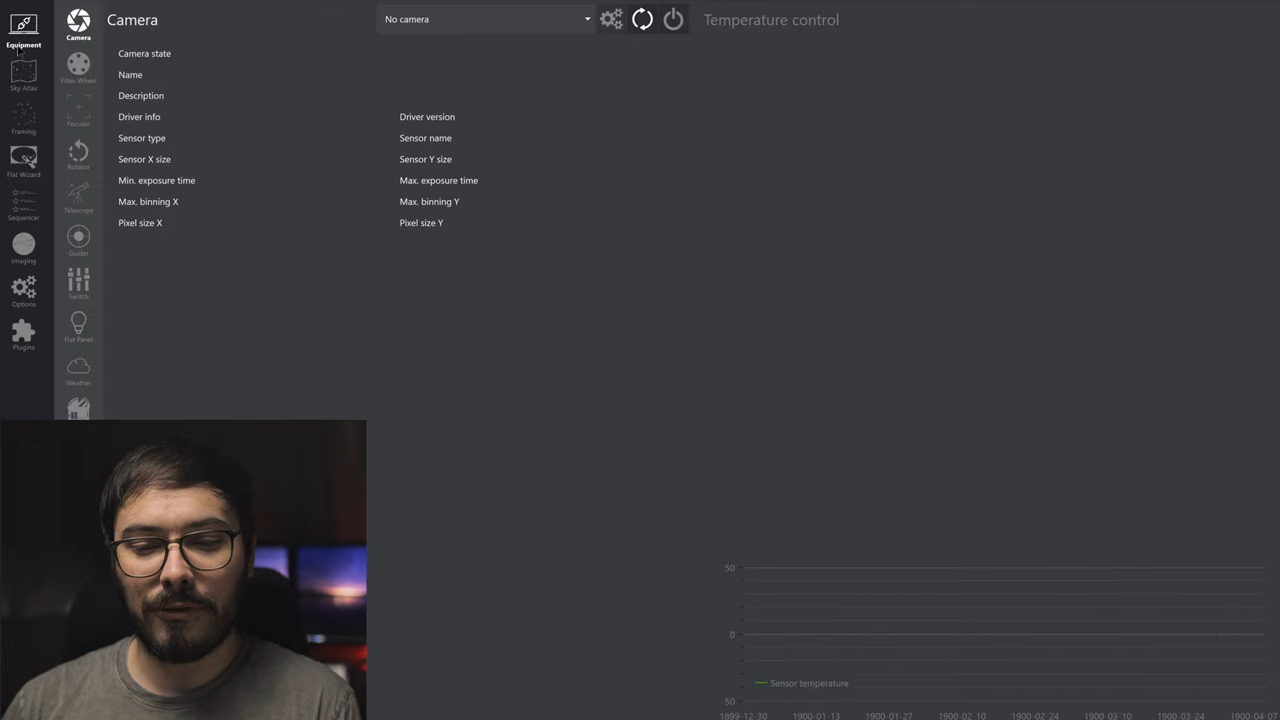 Equipment
Sky Atlas
Framing
Flat Wizard
Sequencer
Imaging
Options
Plugins
Camera
Filter Wheel
Focuser
Rotator
Telescope
Guider
Switch
Flat Panel
Weather
Camera
No camera
Temperature control
Camera state
Name
Description
Driver info Driver version
Sensor type Sensor name
Sensor X size Sensor Y size
Min. exposure time Max. exposure time
Max. binning X Max. binning Y
Pixel size X Pixel size Y
50
0
Sensor temperature
-50
1899-12-30 1900-01-13 1900-01-27 1900-02-10 1900-02-24 1900-03-10 1900-03-24 1900-04-07